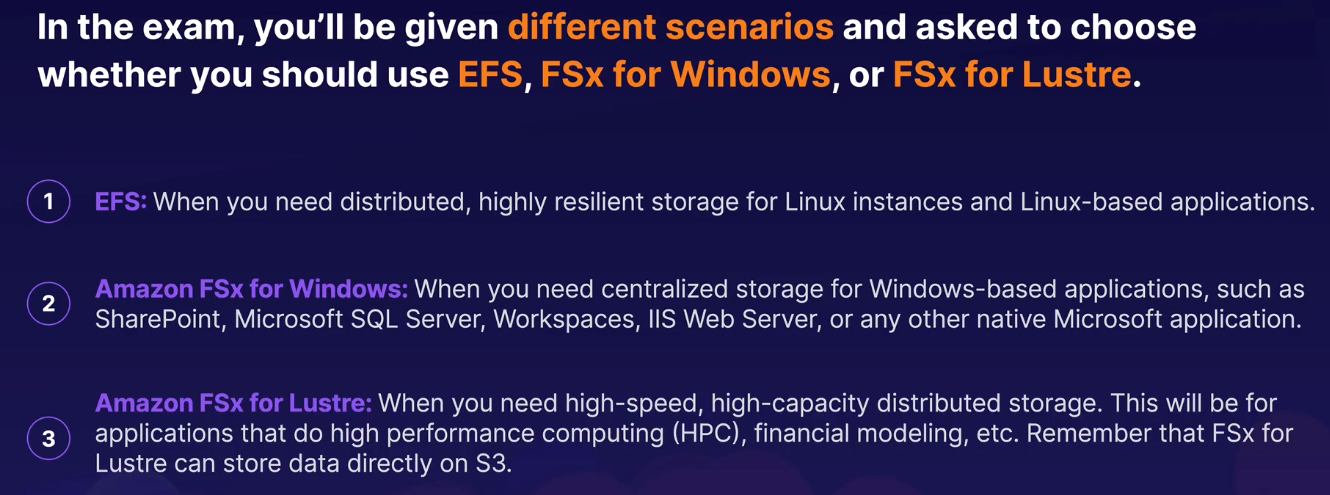 In the exam, you’ll be given different scenarios and asked to choose
whether you should use EFS, FSx for Windows, or FSx for Lustre.
1
EFS: When you need distributed, highly resilient storage for Linux instances and Linux-based applications.
2
Amazon FSx for Windows: When you need centralized storage for Windows-based applications, such as
SharePoint, Microsoft SQL Server, Workspaces, IIS Web Server, or any other native Microsoft application.
3
Amazon FSx for Lustre: When you need high-speed, high-capacity distributed storage. This will be for
applications that do high performance computing (HPC), financial modeling, etc. Remember that FSx for
Lustre can store data directly on S3.